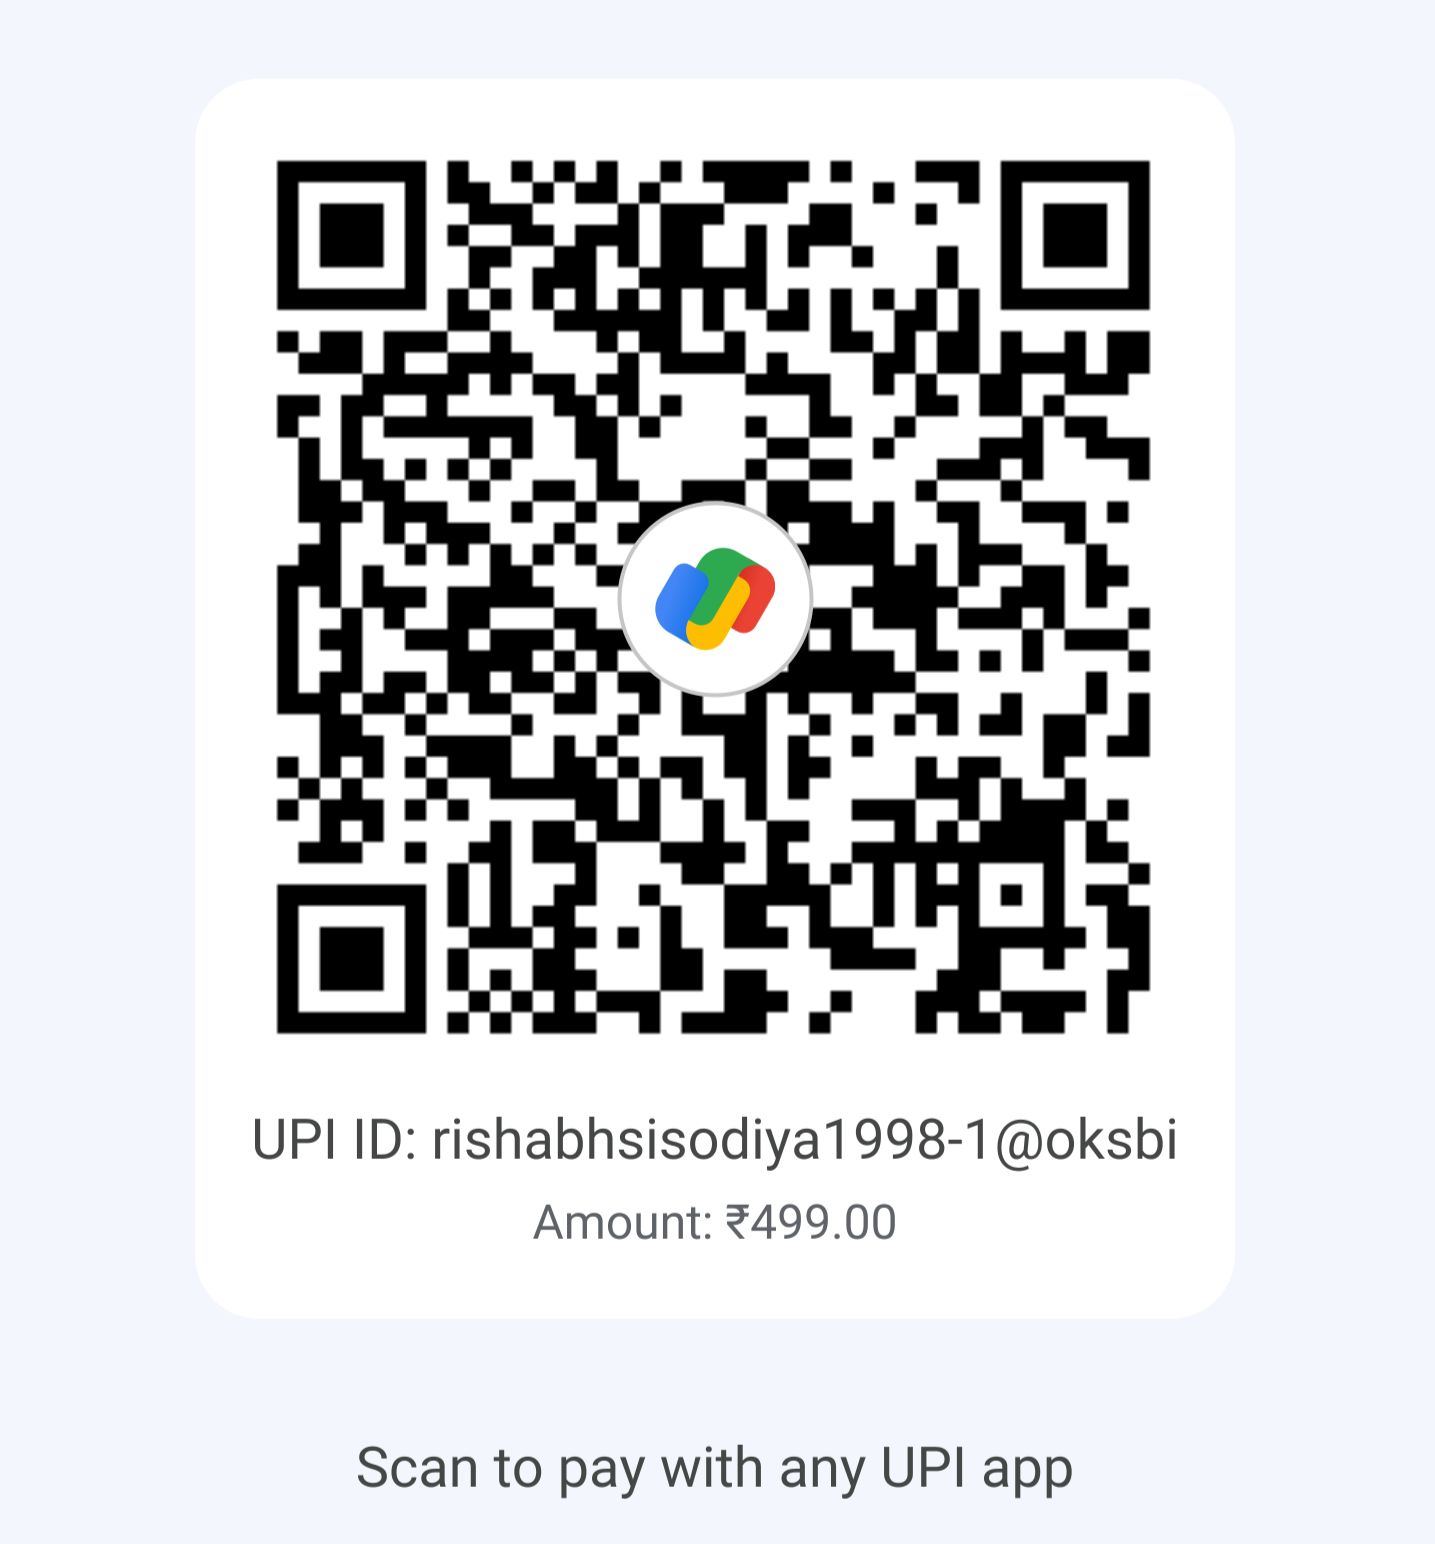 UPI ID: rishabhsisodiya1998-1@oksbi
Amount: ₹499.00
Scan to pay with any UPI app